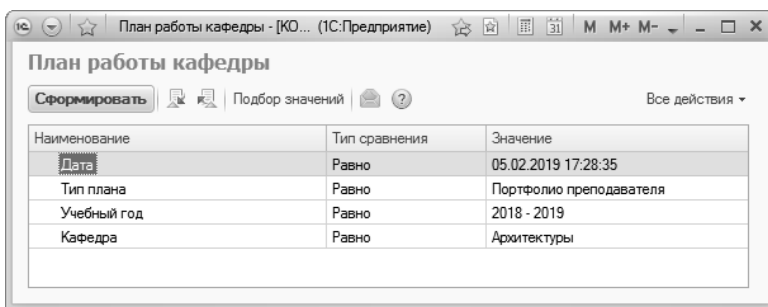 План работы кафедры - [КО... (1С:Предприятие) 31 M M+ M-
План работы кафедры
Сформировать Подбор значений ? Все действия
Наименование Тип сравнения Значение
Дата Равно 05.02.2019 17:28:35
Тип плана Равно Портфолио преподавателя
Учебный год Равно 2018 - 2019
Кафедра Равно Архитектуры